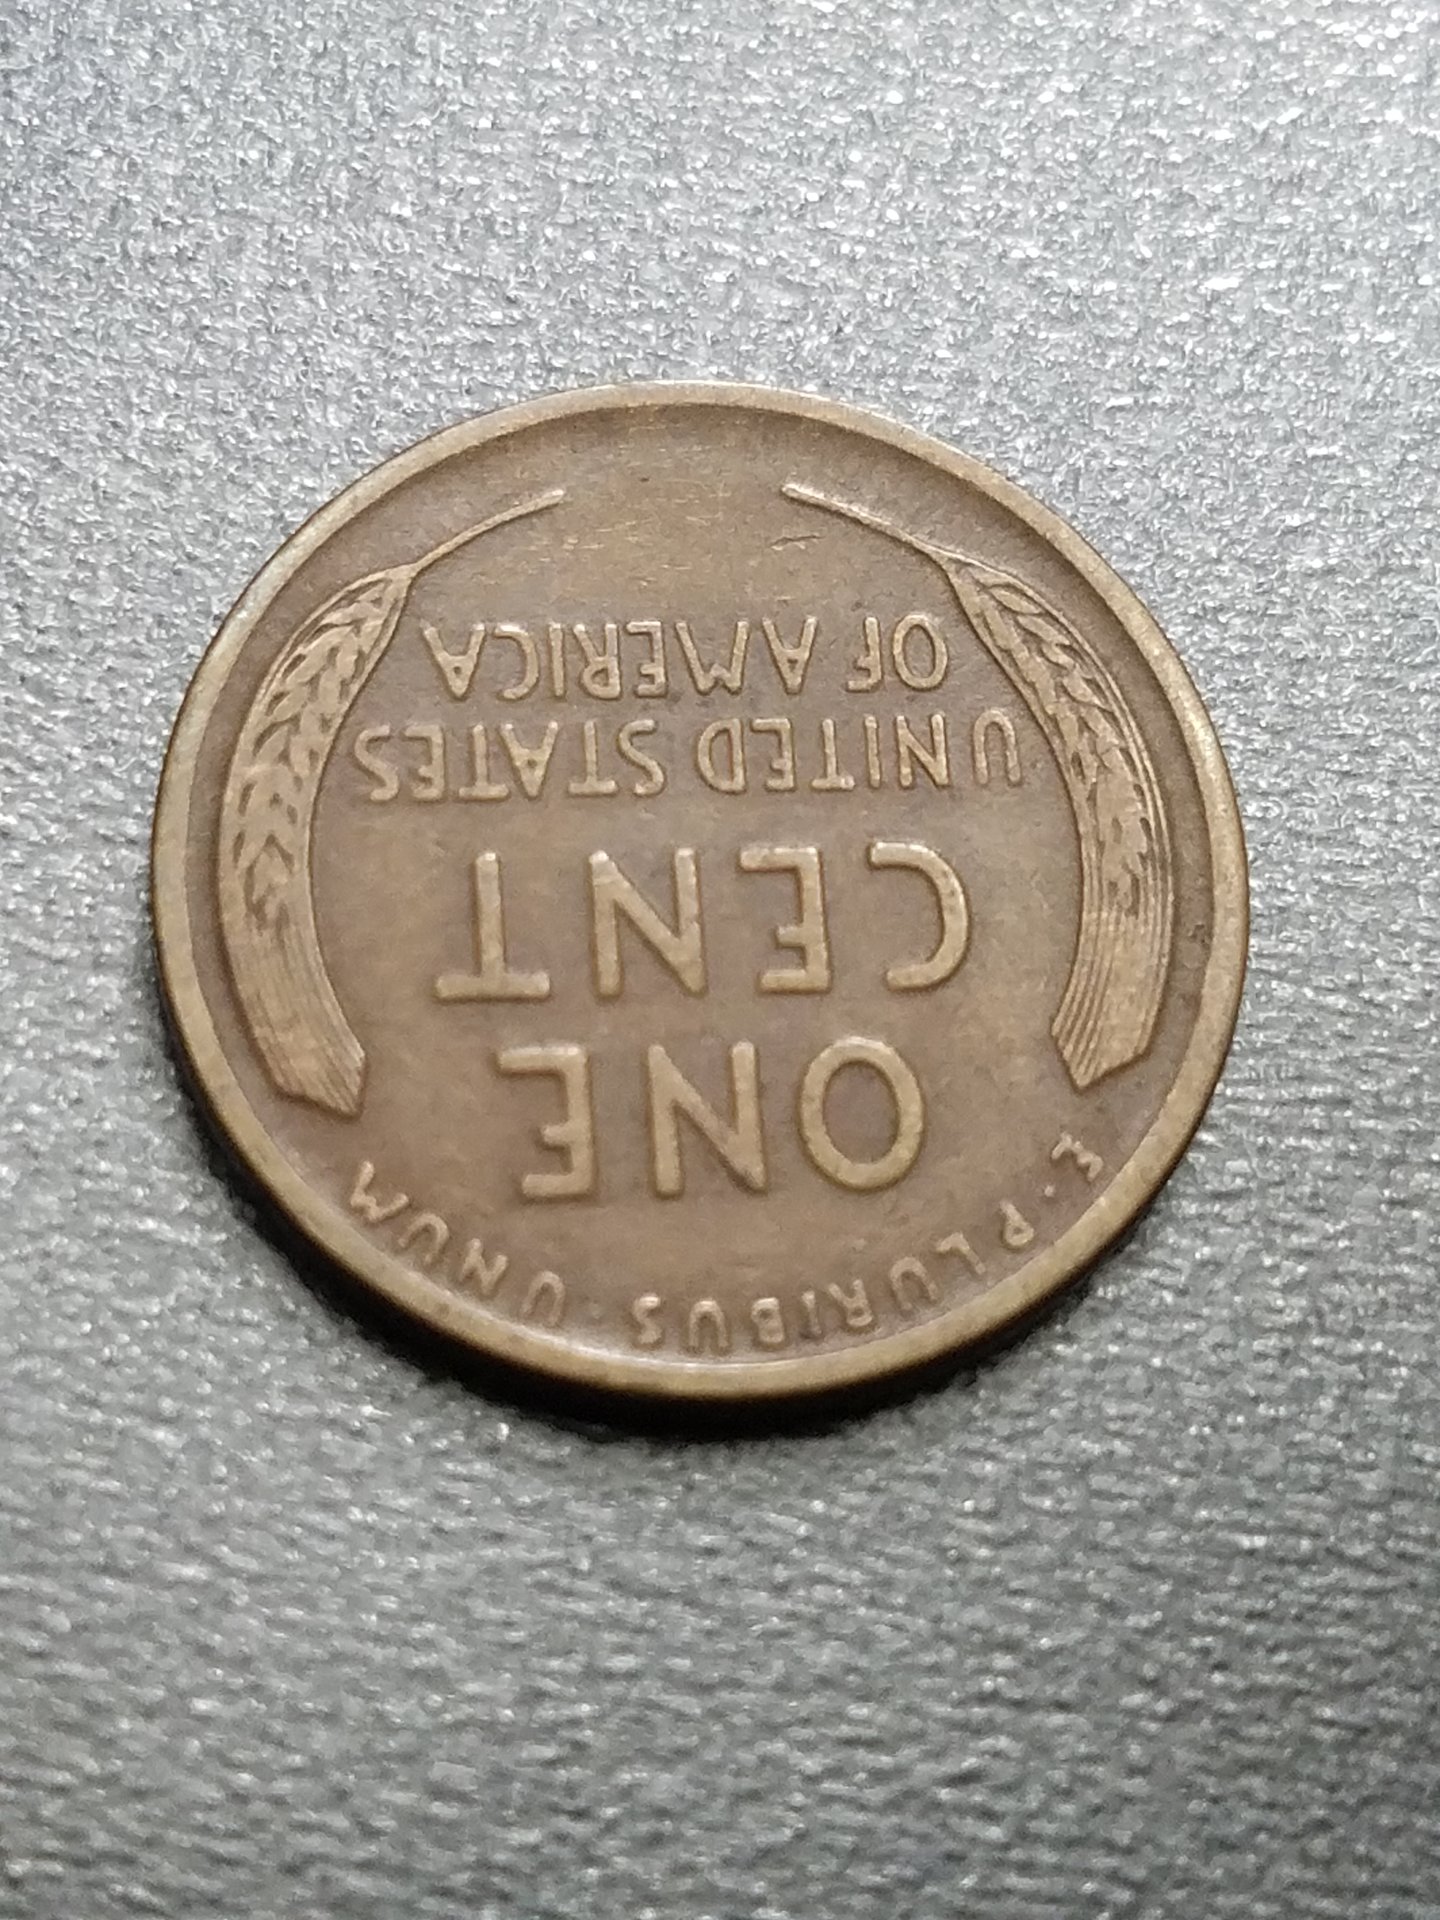 E·PLURIBUS·UNUM
ONE
CENT
UNITED STATES
OF AMERICA